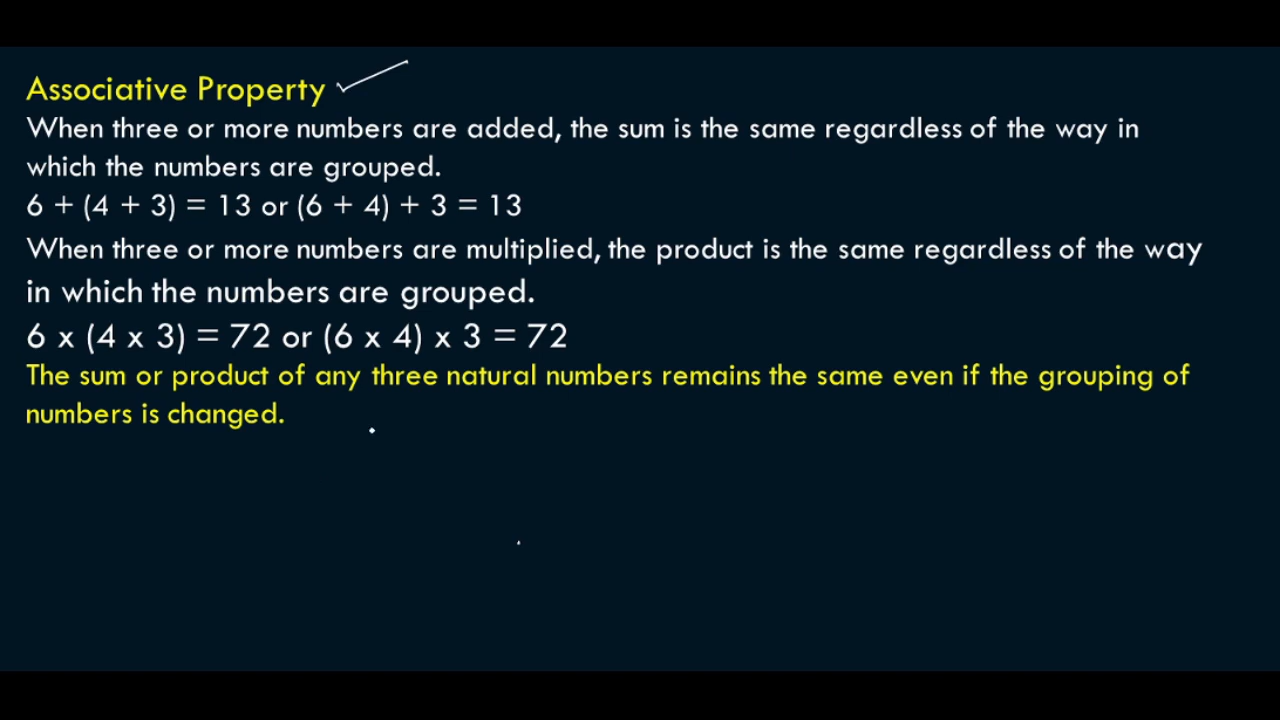 Associative Property
When three or more numbers are added, the sum is the same regardless of the way in
which the numbers are grouped.
6 + (4 + 3) = 13 or (6 + 4) + 3 = 13
When three or more numbers are multiplied, the product is the same regardless of the way
in which the numbers are grouped.
6 x (4 x 3) = 72 or (6 x 4) x 3 = 72
The sum or product of any three natural numbers remains the same even if the grouping of
numbers is changed.